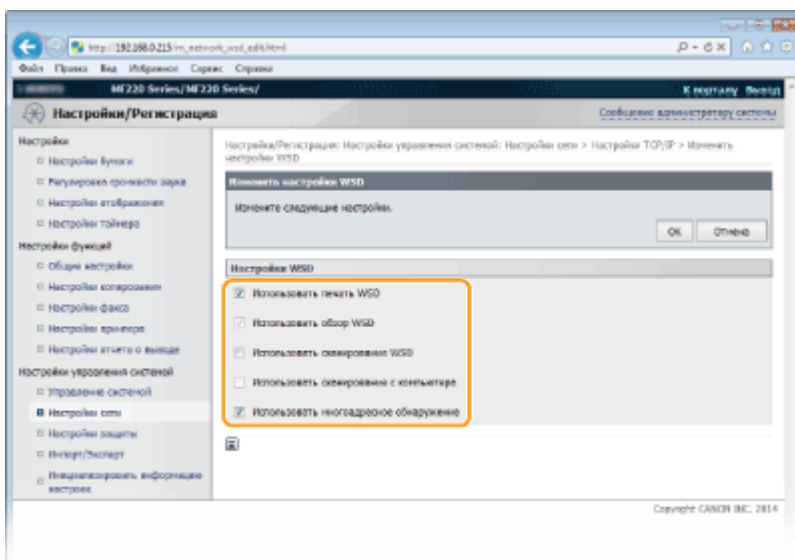 http://192.168.0.215/m_network_wsd_edit.html
Файл Правка Вид Избранное Сервис Справка
MF220 Series/MF220 Series/
К порталу Выход
Настройки/Регистрация
Сообщение администратору системы
Настройки
Настройки бумаги
Регулировка громкости звука
Настройки отображения
Настройки таймера
Настройки функций
Общие настройки
Настройки копирования
Настройки факса
Настройки принтера
Настройки отчета о выводе
Настройки управления системой
Управление системой
Настройки сети
Настройки защиты
Импорт/Экспорт
Инициализировать информацию
настроек
Настройки/Регистрация: Настройки управления системой: Настройки сети > Настройки TCP/IP > Изменить
настройки WSD
Изменить настройки WSD
Измените следующие настройки.
OK Отмена
Настройки WSD
Использовать печать WSD
Использовать обзор WSD
Использовать сканирование WSD
Использовать сканирование с компьютера
Использовать многоадресное обнаружение
Copyright CANON INC. 2014